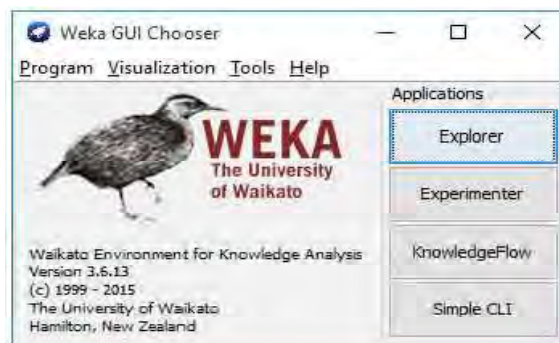 Weka GUI Chooser
Program Visualization Tools Help
Applications
WEKA
The University
of Waikato
Explorer
Experimenter
KnowledgeFlow
Simple CLI
Waikato Environment for Knowledge Analysis
Version 3.6.13
(c) 1999 - 2015
The University of Waikato
Hamilton, New Zealand